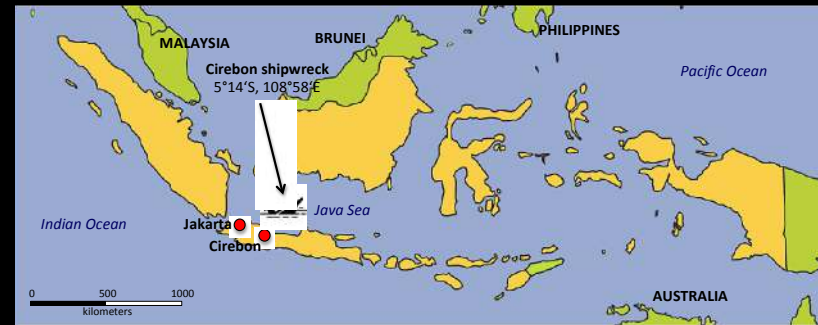 MALAYSIA
BRUNEI
PHILIPPINES
Cirebon shipwreck
5°14‘S, 108°58‘E
Pacific Ocean
Indian Ocean
Jakarta
Java Sea
Cirebon
0 500 1000
kilometers
AUSTRALIA